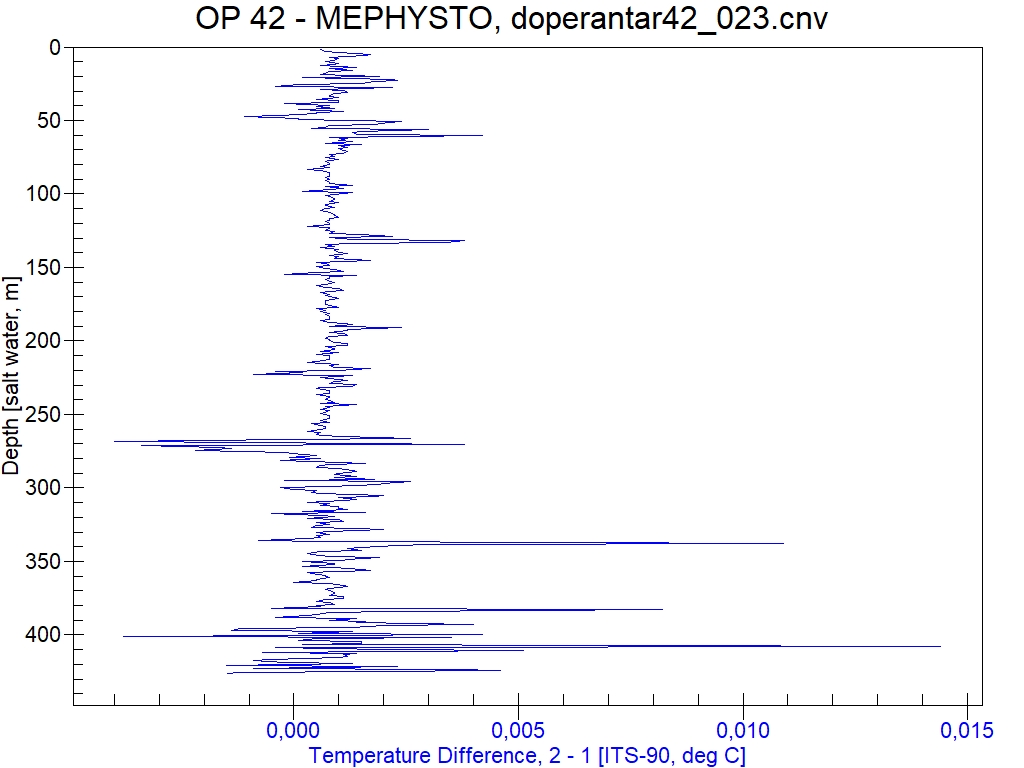 OP 42 - MEPHYSTO, doperantar42_023.cnv
0
50
100
150
200
250
300
350
400
Depth [salt water, m]
0,000 0,005 0,010 0,015
Temperature Difference, 2 - 1 [ITS-90, deg C]